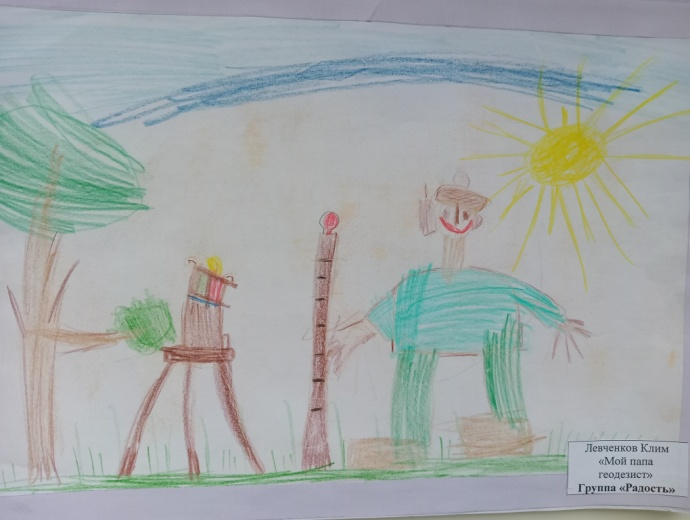 Левченков Клим
«Мой папа
геодезист»
Группа «Радость»